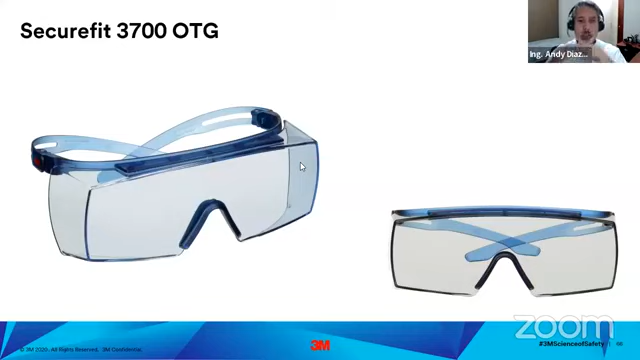 Securefit 3700 OTG
Ing. Andy Diaz...
zoom
© 3M 2020. All Rights Reserved. 3M Confidential.
3M
#3MScienceofSafety